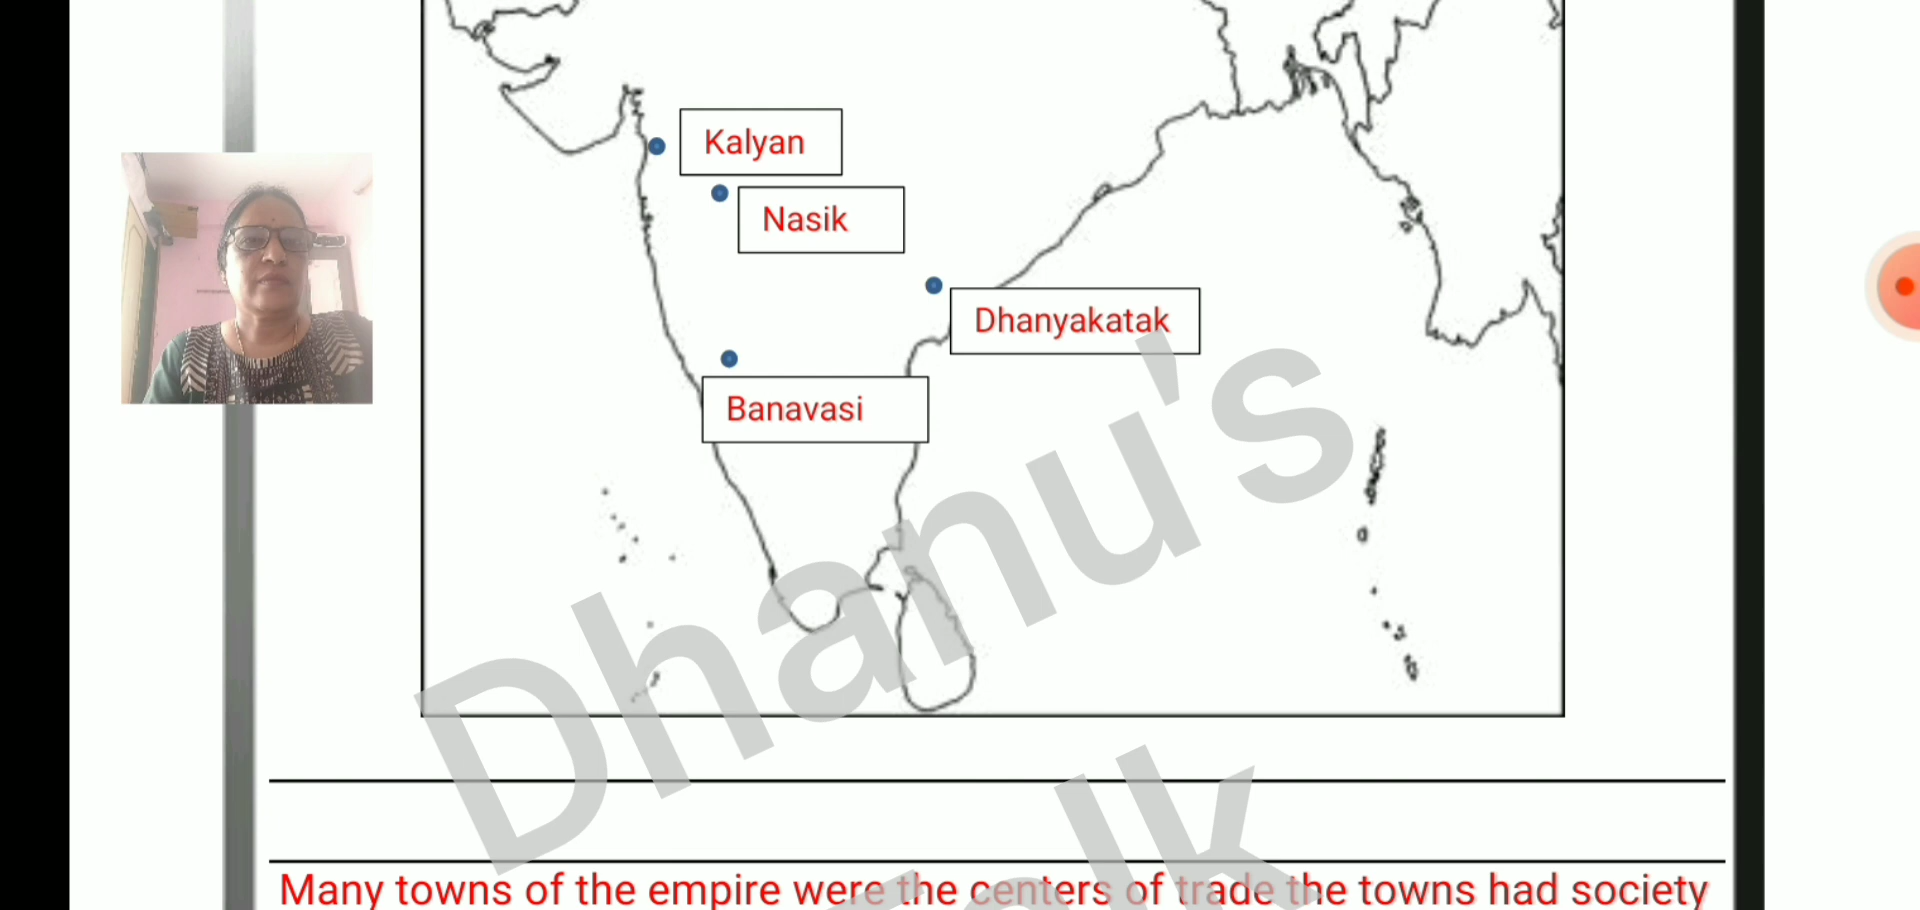 Kalyan
Nasik
Dhanyakatak
Banavasi
Dhanu's
Talk
Many towns of the empire were the centers of trade the towns had society